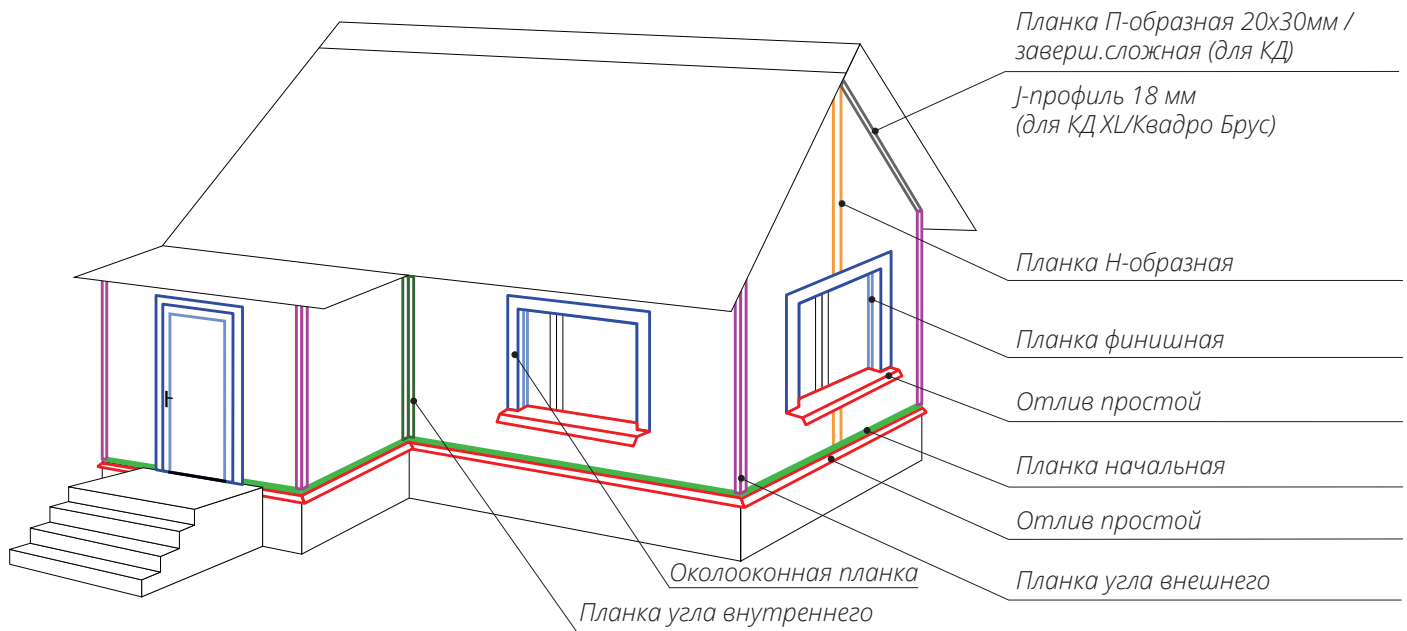 Планка П-образная 20х30мм /
заверш.сложная (для КД)
J-профиль 18 мм
(для КД XL/Квадро Брус)
Планка Н-образная
Планка финишная
Отлив простой
Планка начальная
Отлив простой
Планка угла внешнего
Околооконная планка
Планка угла внутреннего